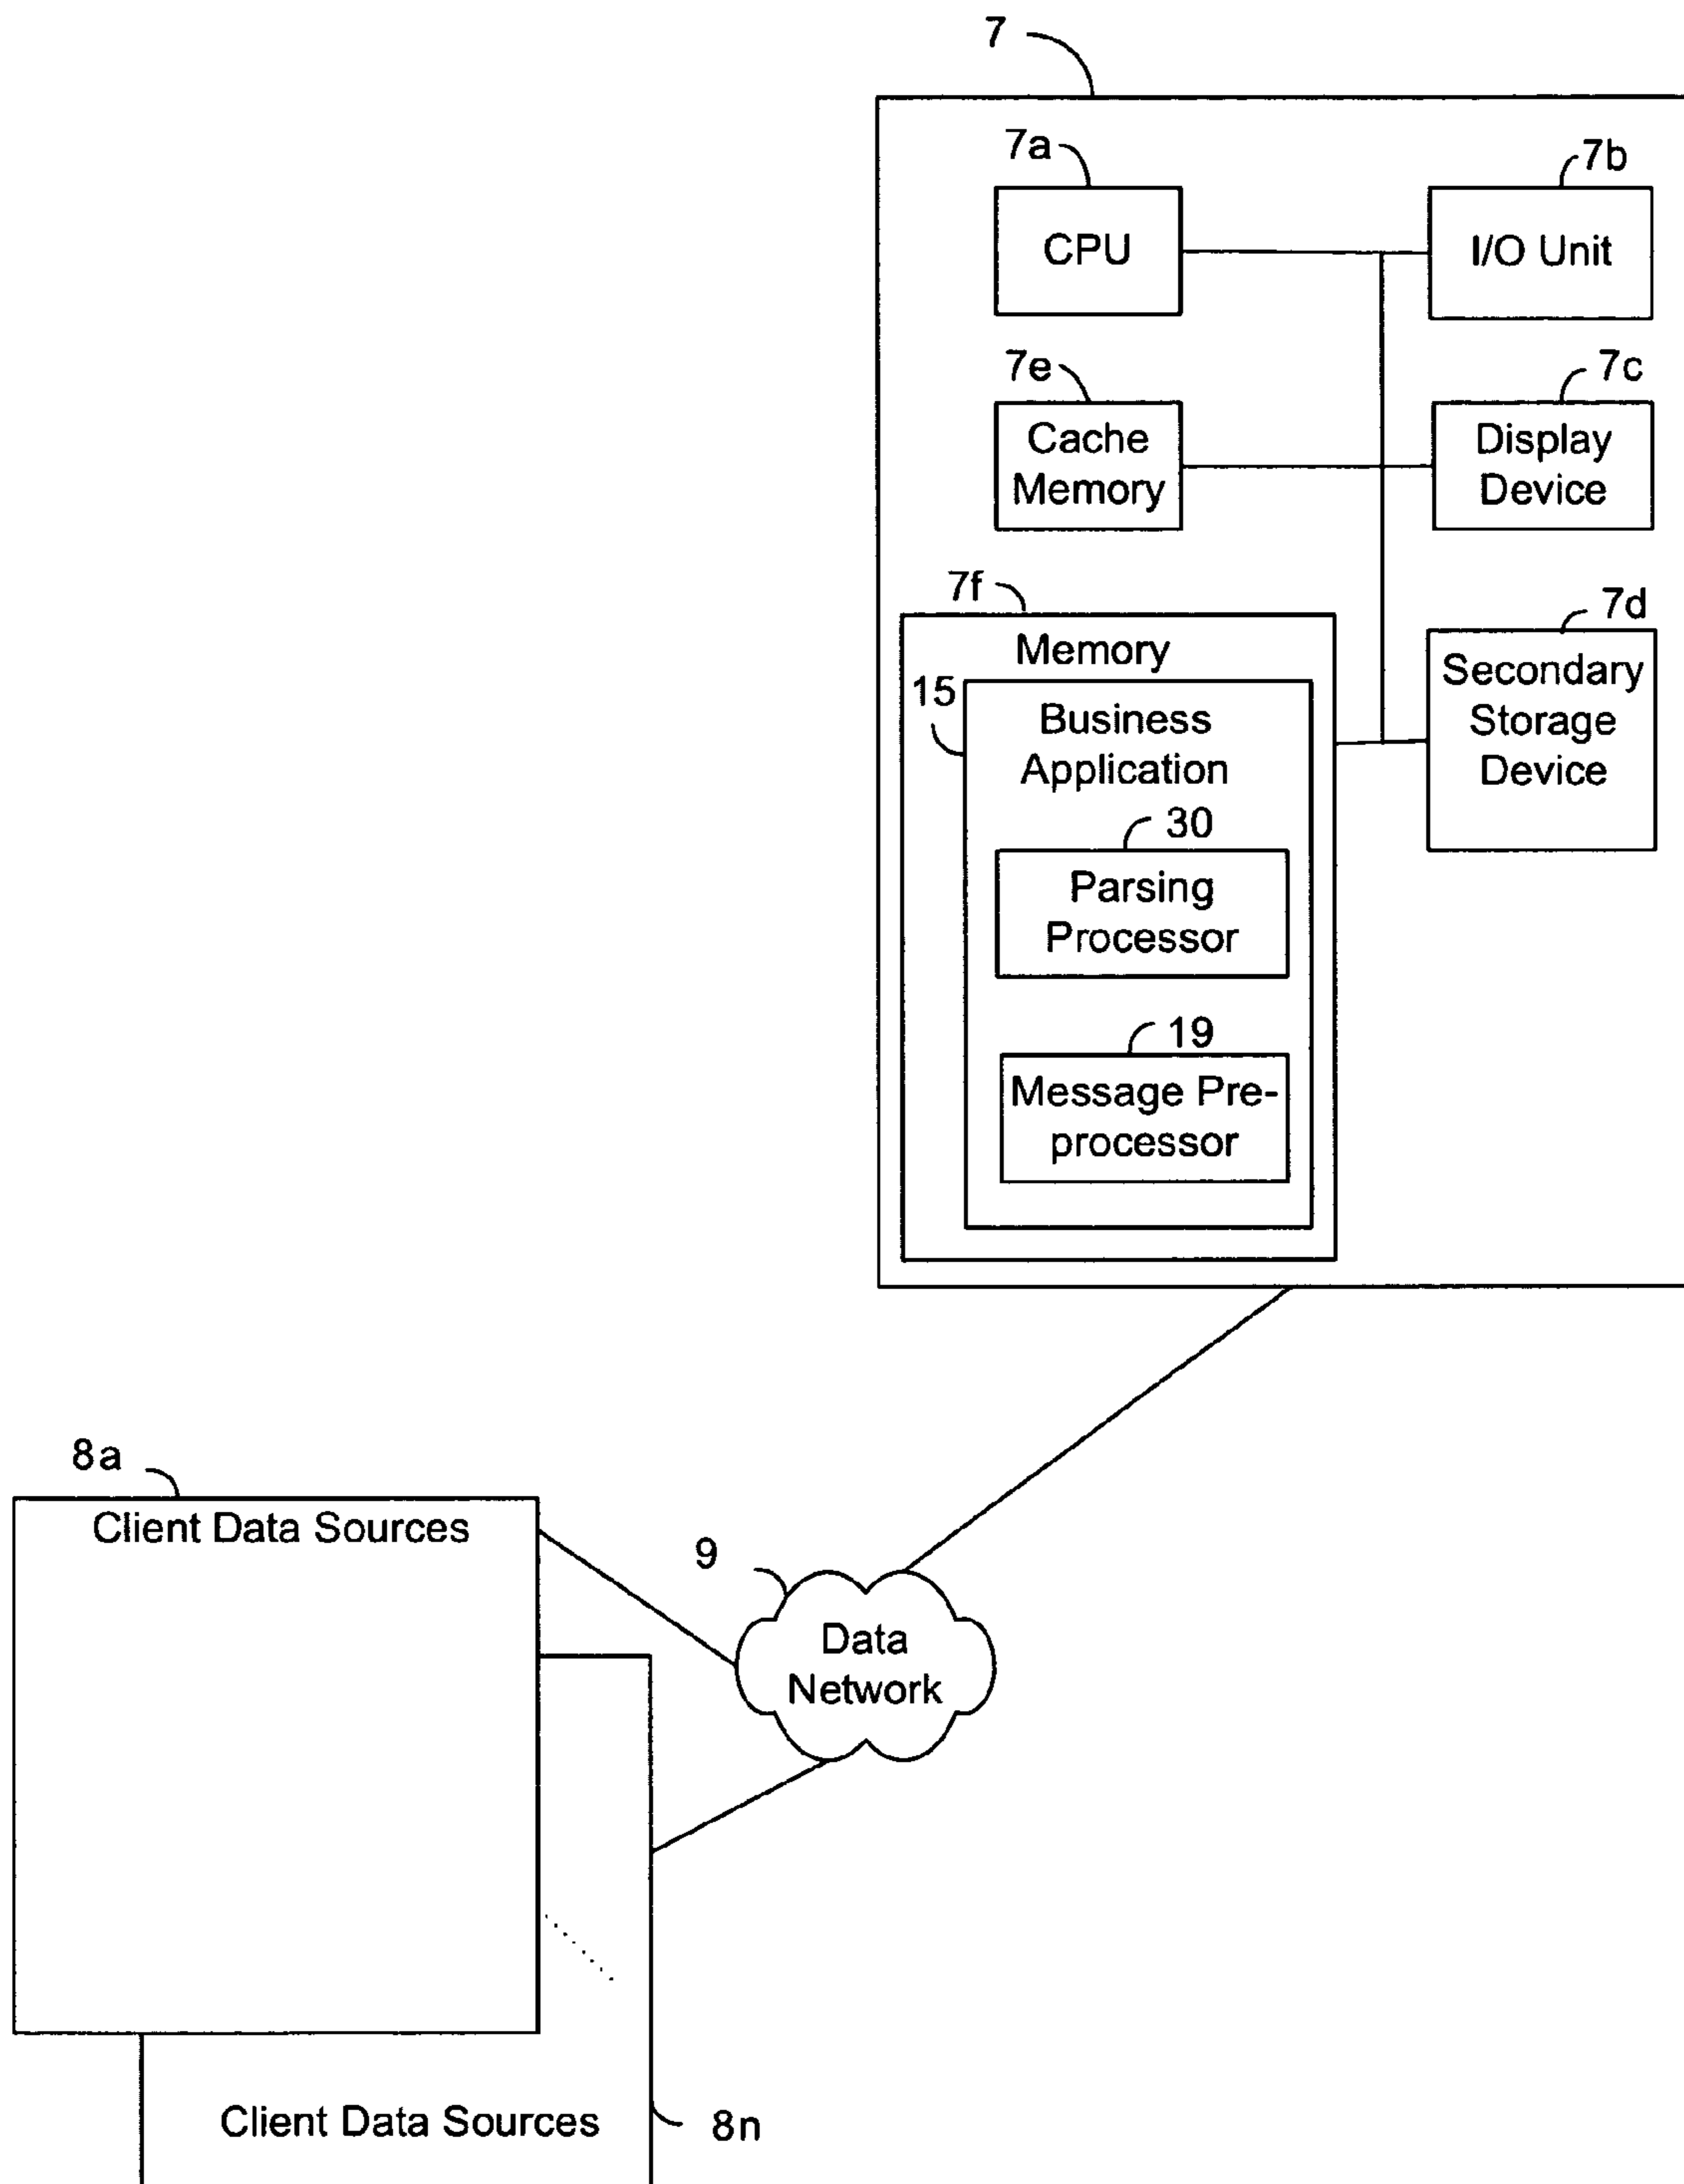 7
7a
7b
CPU
I/O Unit
7e
7c
Cache
Memory
Display
Device
7f
7d
Memory
Secondary
Storage
Device
15
Business
Application
30
Parsing
Processor
19
Message Pre-
processor
8a
Client Data Sources
9
Data
Network
Client Data Sources
8n